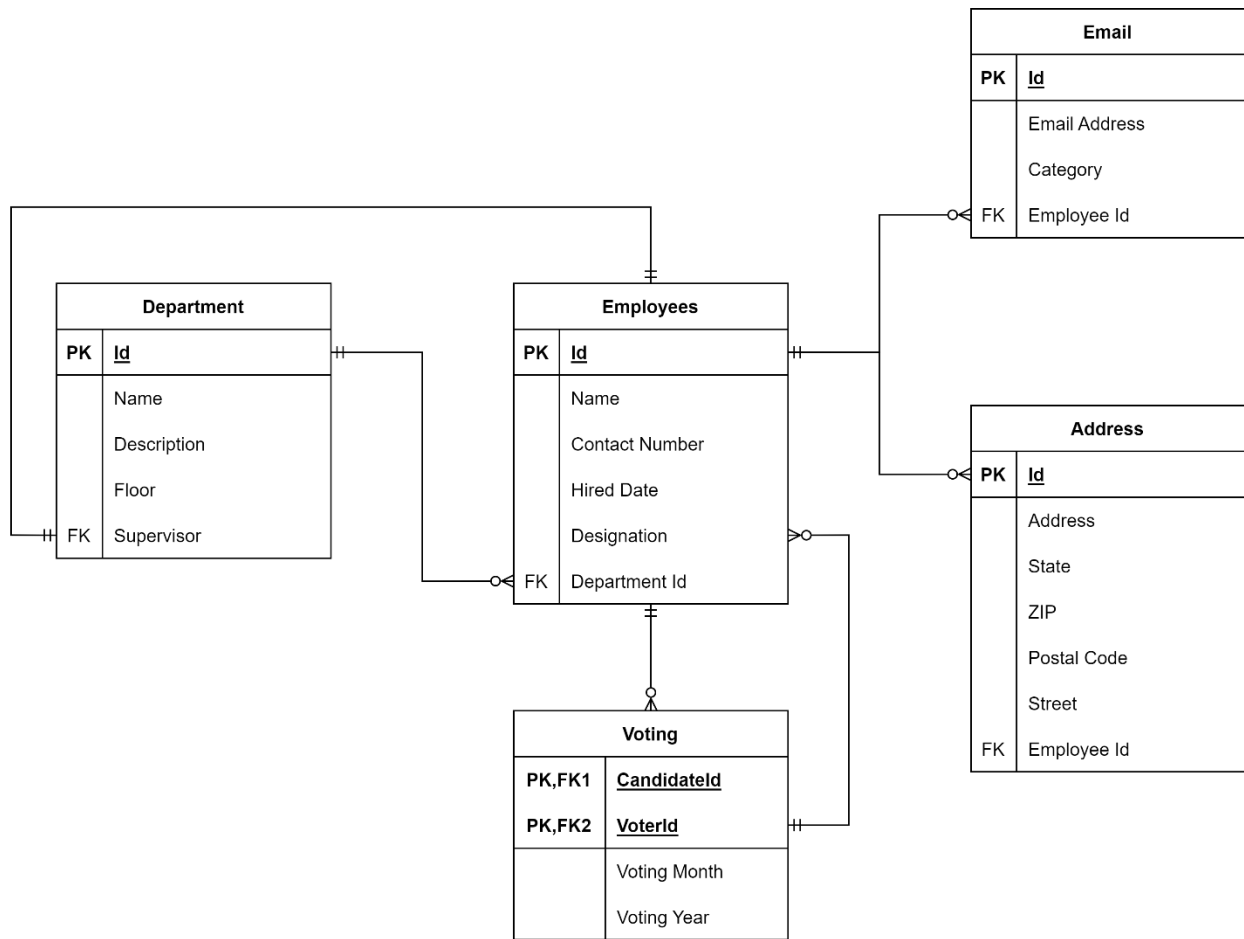 Email
PK Id
Email Address
Category
FK Employee Id
Department
PK Id
Name
Description
Floor
FK Supervisor
Employees
PK Id
Name
Contact Number
Hired Date
Designation
FK Department Id
Address
PK Id
Address
State
ZIP
Postal Code
Street
FK Employee Id
Voting
PK,FK1 CandidateId
PK,FK2 VoterId
Voting Month
Voting Year